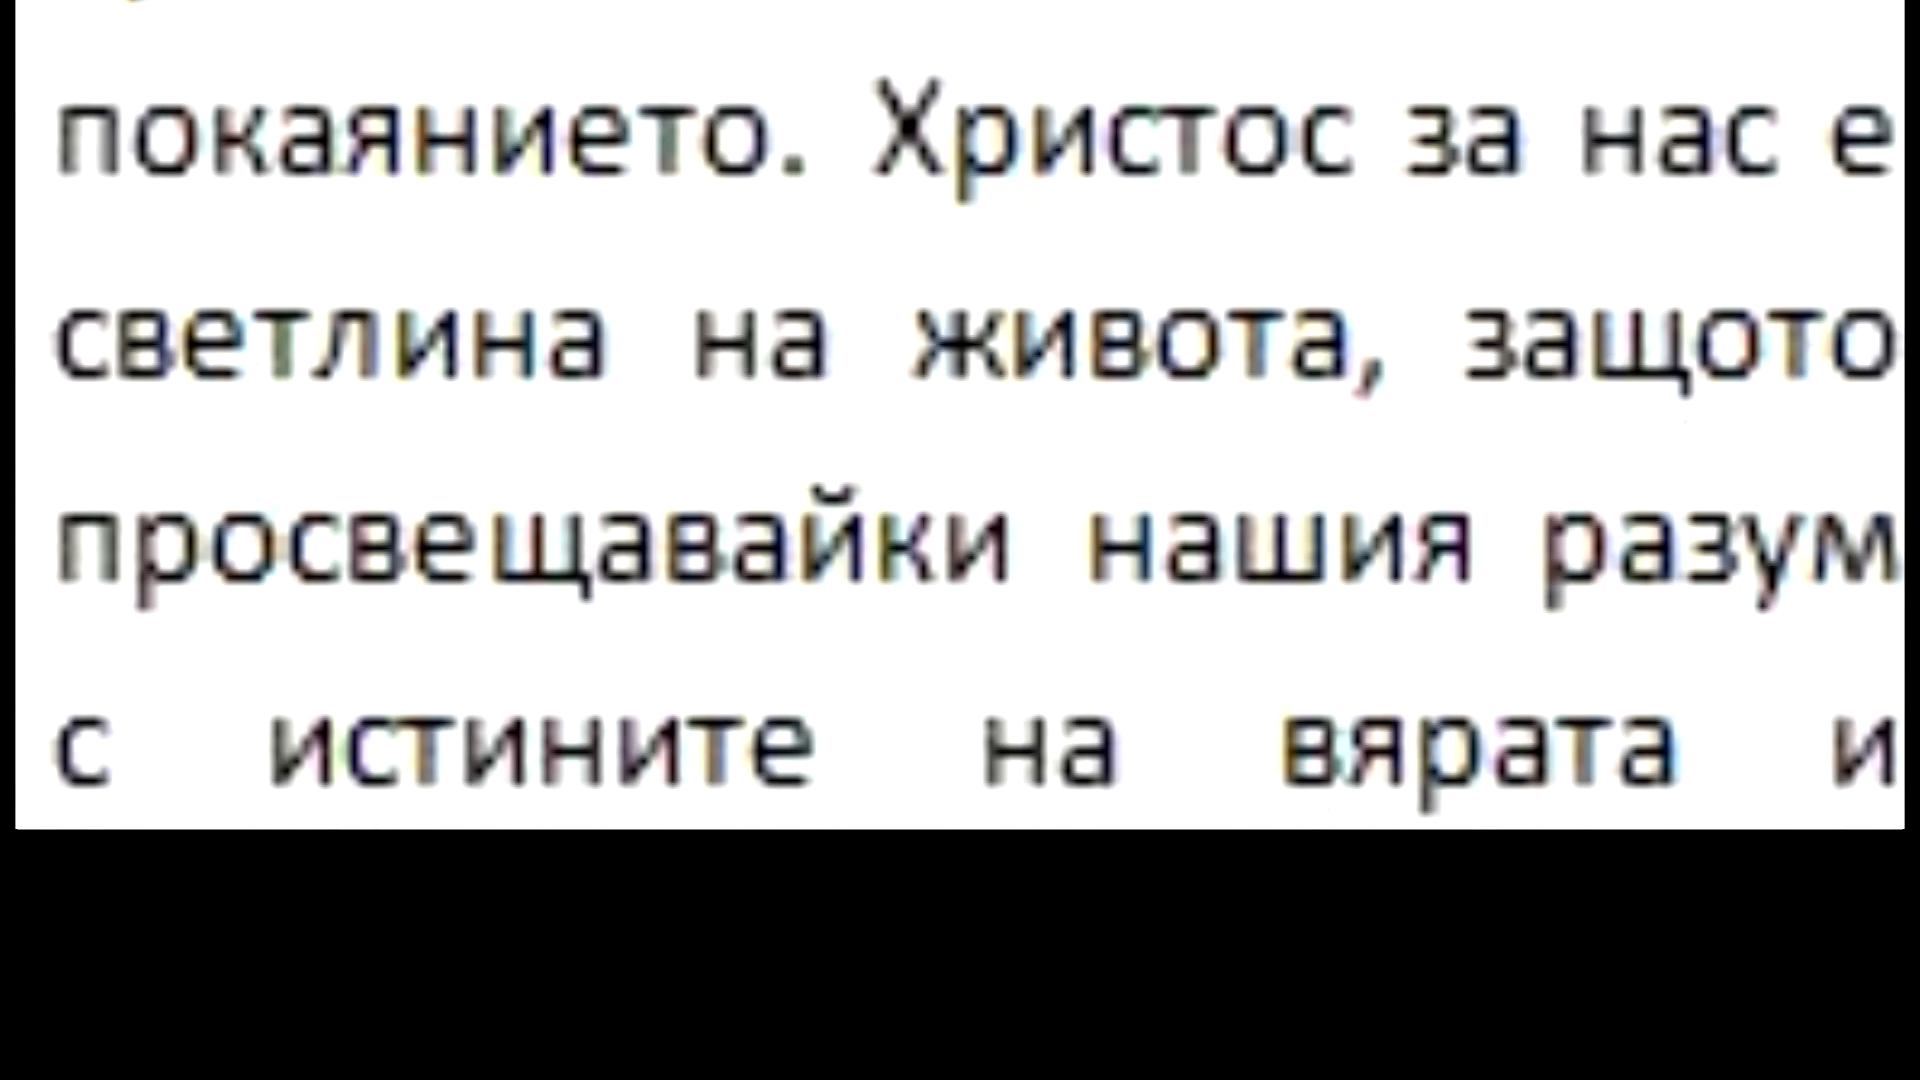 покаянието. Христос за нас е
светлина на живота, защото
просвещавайки нашия разум
с истините на вярата и